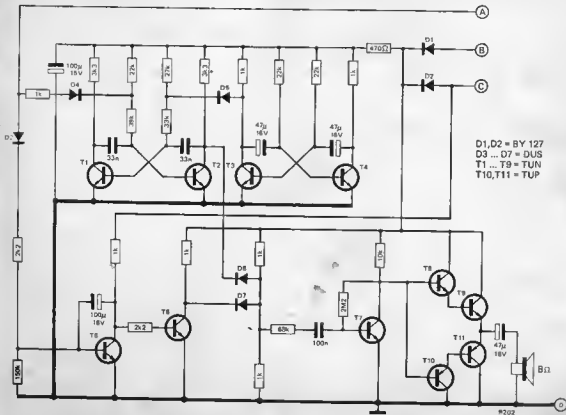 A
B
C
D1
D2
470Ω
100µ
16V
3k3
22k
22k
3k3
1k
22k
22k
1k
1k
D4
D5
39k
33k
33n
33n
47µ
16V
47µ
16V
T1
T2
T3
T4
D1,D2 = BY 127
D3 ... D7 = DUS
T1 ... T9 = TUN
T10,T11 = TUP
2k2
1k
1k
1k
10k
D6
D7
100µ
16V
2k2
T5
T6
68k
100n
2M2
T7
T8
T9
T10
T11
47µ
16V
8Ω
150k
1k
9202